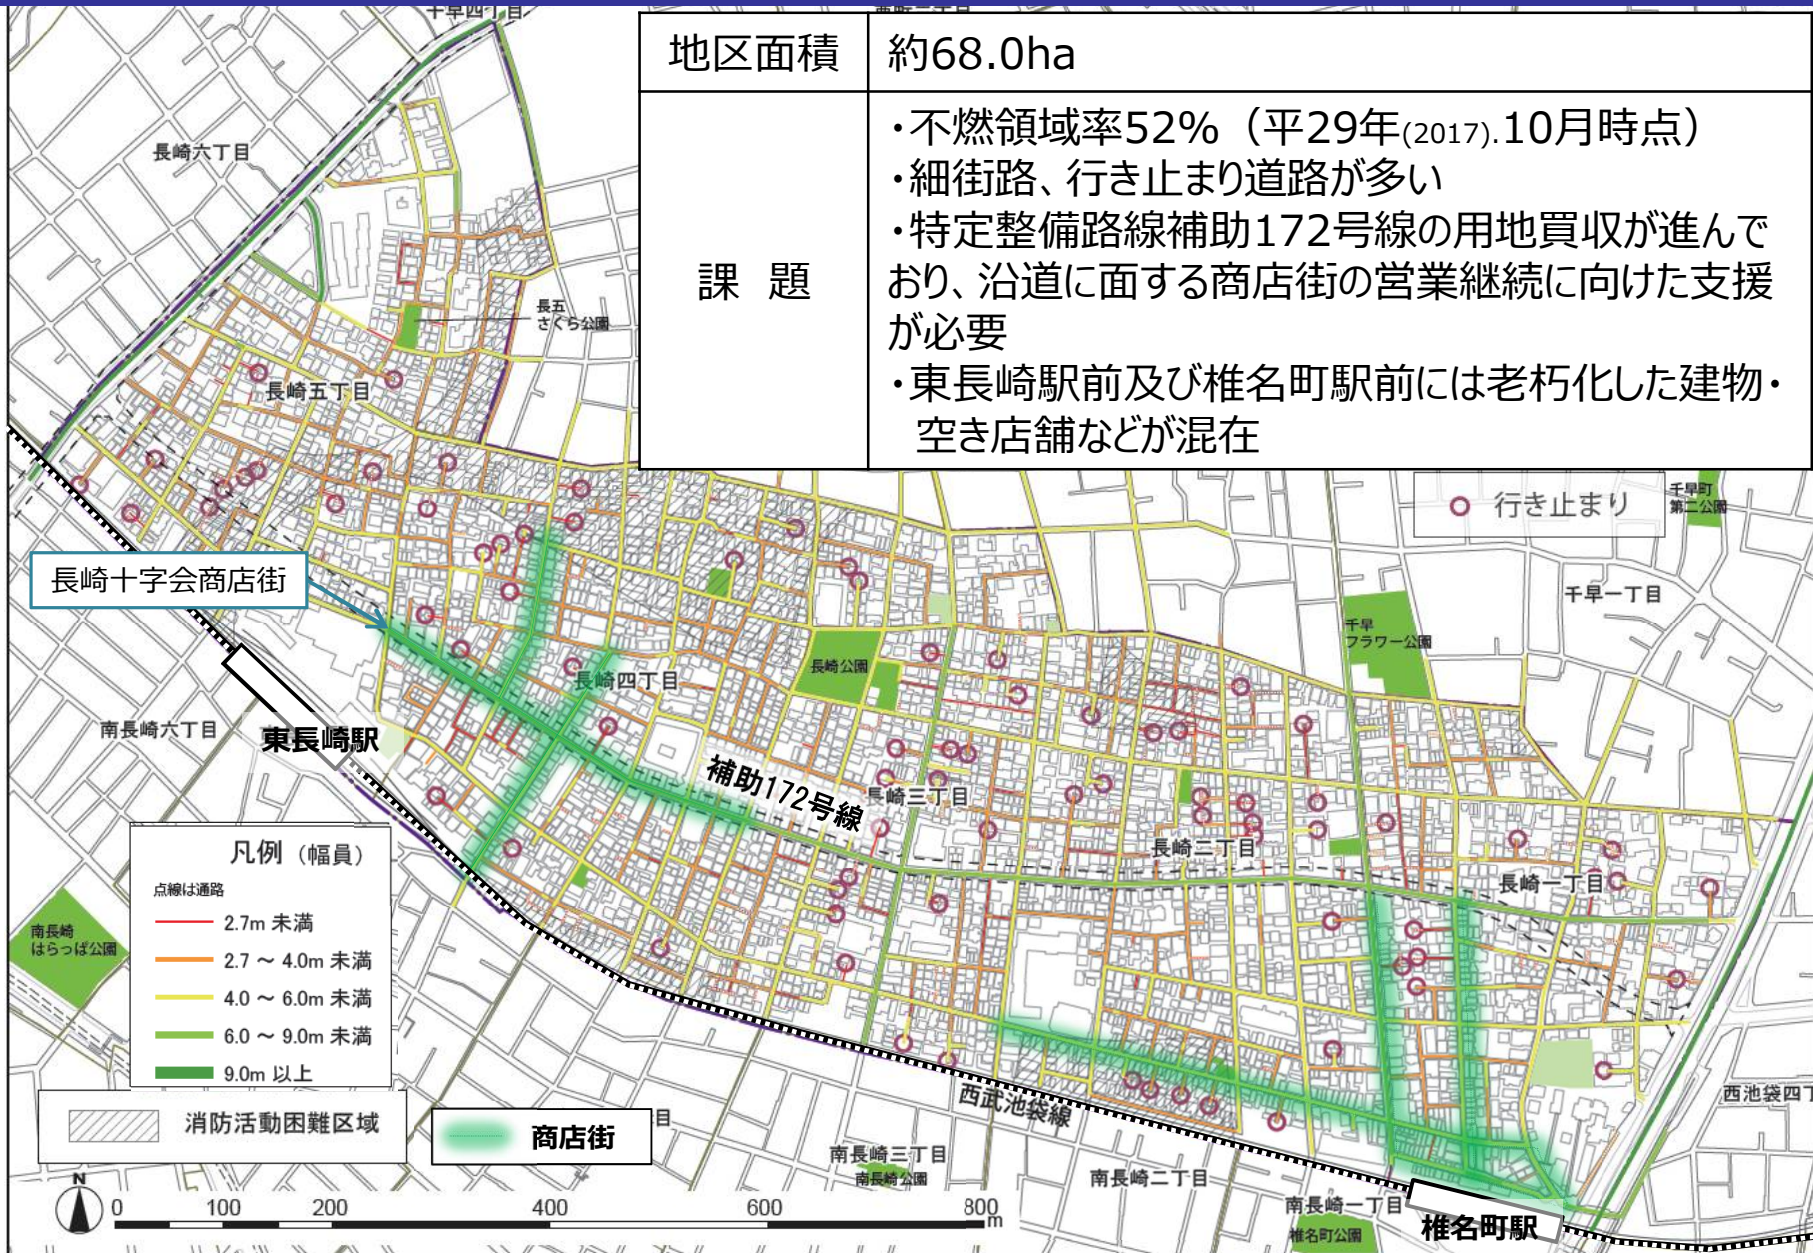 千早四丁目
地区面積
約68.0ha
課 題
・不燃領域率52%（平29年(2017).10月時点）
・細街路、行き止まり道路が多い
・特定整備路線補助172号線の用地買収が進んで
おり、沿道に面する商店街の営業継続に向けた支援
が必要
・東長崎駅前及び椎名町駅前には老朽化した建物・
空き店舗などが混在
長崎六丁目
長五
さくら公園
長崎五丁目
行き止まり
千早町
第二公園
長崎十字会商店街
千早一丁目
千早
フラワー公園
長崎公園
長崎四丁目
南長崎六丁目
東長崎駅
補助172号線
長崎三丁目
長崎二丁目
長崎一丁目
凡例（幅員）
点線は通路
2.7m 未満
2.7 ～ 4.0m 未満
4.0 ～ 6.0m 未満
6.0 ～ 9.0m 未満
9.0m 以上
南長崎
はらっぱ公園
消防活動困難区域
商店街
目
西武池袋線
西池袋四丁
南長崎三丁目
南長崎公園
南長崎二丁目
南長崎一丁目
椎名町公園
椎名町駅
N
0 100 200 400 600 800m